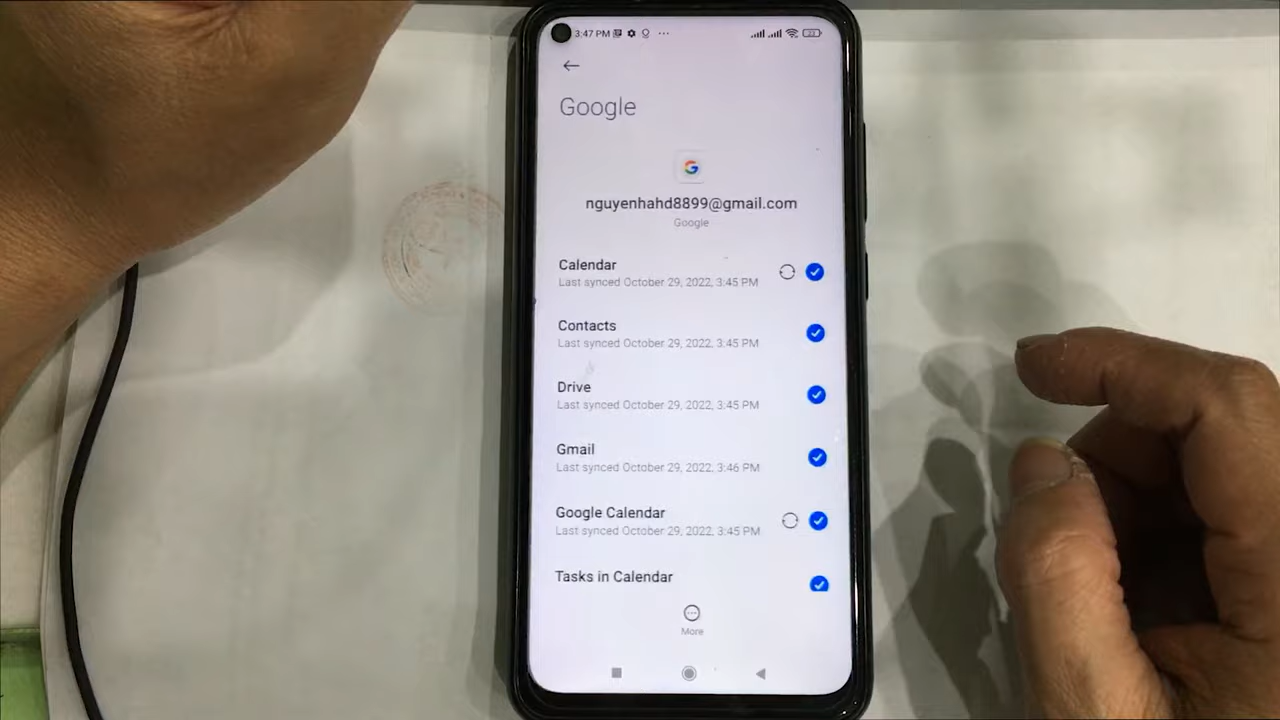 3:47 PM
Google
nguyenhahd8899@gmail.com
Google
Calendar
Last synced October 29, 2022, 3:45 PM
Contacts
Last synced October 29, 2022, 3:45 PM
Drive
Last synced October 29, 2022, 3:45 PM
Gmail
Last synced October 29, 2022, 3:46 PM
Google Calendar
Last synced October 29, 2022, 3:45 PM
Tasks in Calendar
More